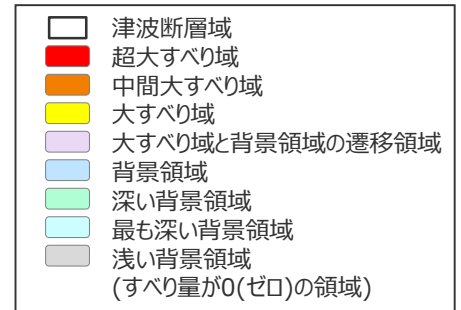 津波断層域
超大すべり域
中間大すべり域
大すべり域
大すべり域と背景領域の遷移領域
背景領域
深い背景領域
最も深い背景領域
浅い背景領域
(すべり量が0(ゼロ)の領域)